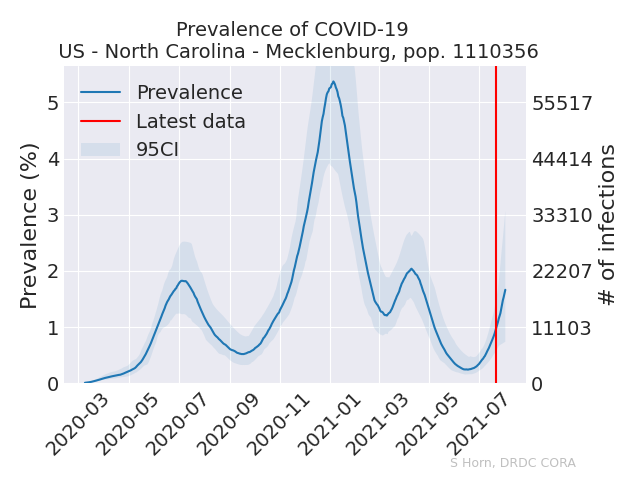 Prevalence of COVID-19
US - North Carolina - Mecklenburg, pop. 1110356
Prevalence
Latest data
95CI
Prevalence (%)
5
4
3
2
1
0
55517
44414
33310
22207
11103
0
# of infections
2020-03
2020-05
2020-07
2020-09
2020-11
2021-01
2021-03
2021-05
2021-07
S Horn, DRDC CORA